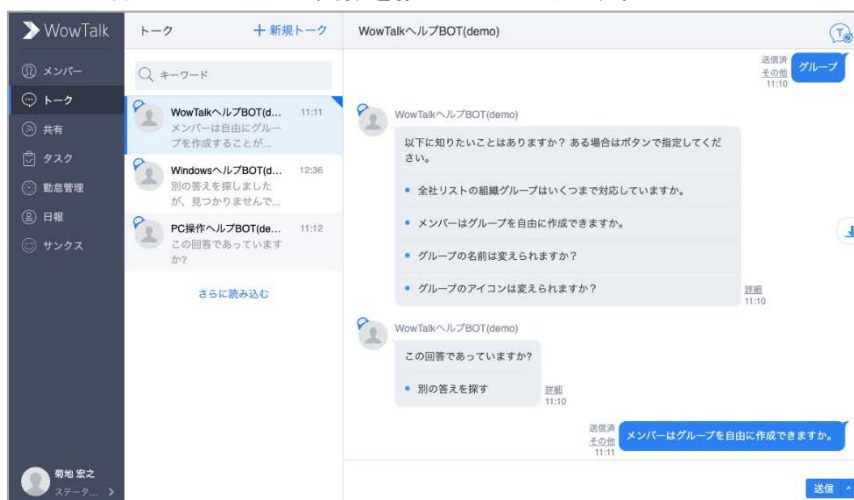 WowTalk
メンバー
トーク
共有
タスク
勤怠管理
日報
サンクス
菊地 宏之
ステータ...
トーク
＋ 新規トーク
キーワード
WowTalkヘルプBOT(d... 11:11
メンバーは自由にグルー
プを作成することが...
WindowsヘルプBOT(d... 12:36
別の答えを探しました
が、見つかりませんで...
PC操作ヘルプBOT(de... 11:12
この回答であっています
か?
さらに読み込む
WowTalkヘルプBOT(demo)
送信済
その他
11:10
グループ
WowTalkヘルプBOT(demo)
以下に知りたいことはありますか？ ある場合はボタンで指定してくだ
さい。
• 全社リストの組織グループはいくつまで対応していますか。
• メンバーはグループを自由に作成できますか。
• グループの名前は変えられますか？
• グループのアイコンは変えられますか？
詳細
11:10
WowTalkヘルプBOT(demo)
この回答であっていますか?
• 別の答えを探す
詳細
11:10
送信済
その他
11:11
メンバーはグループを自由に作成できますか。
送信